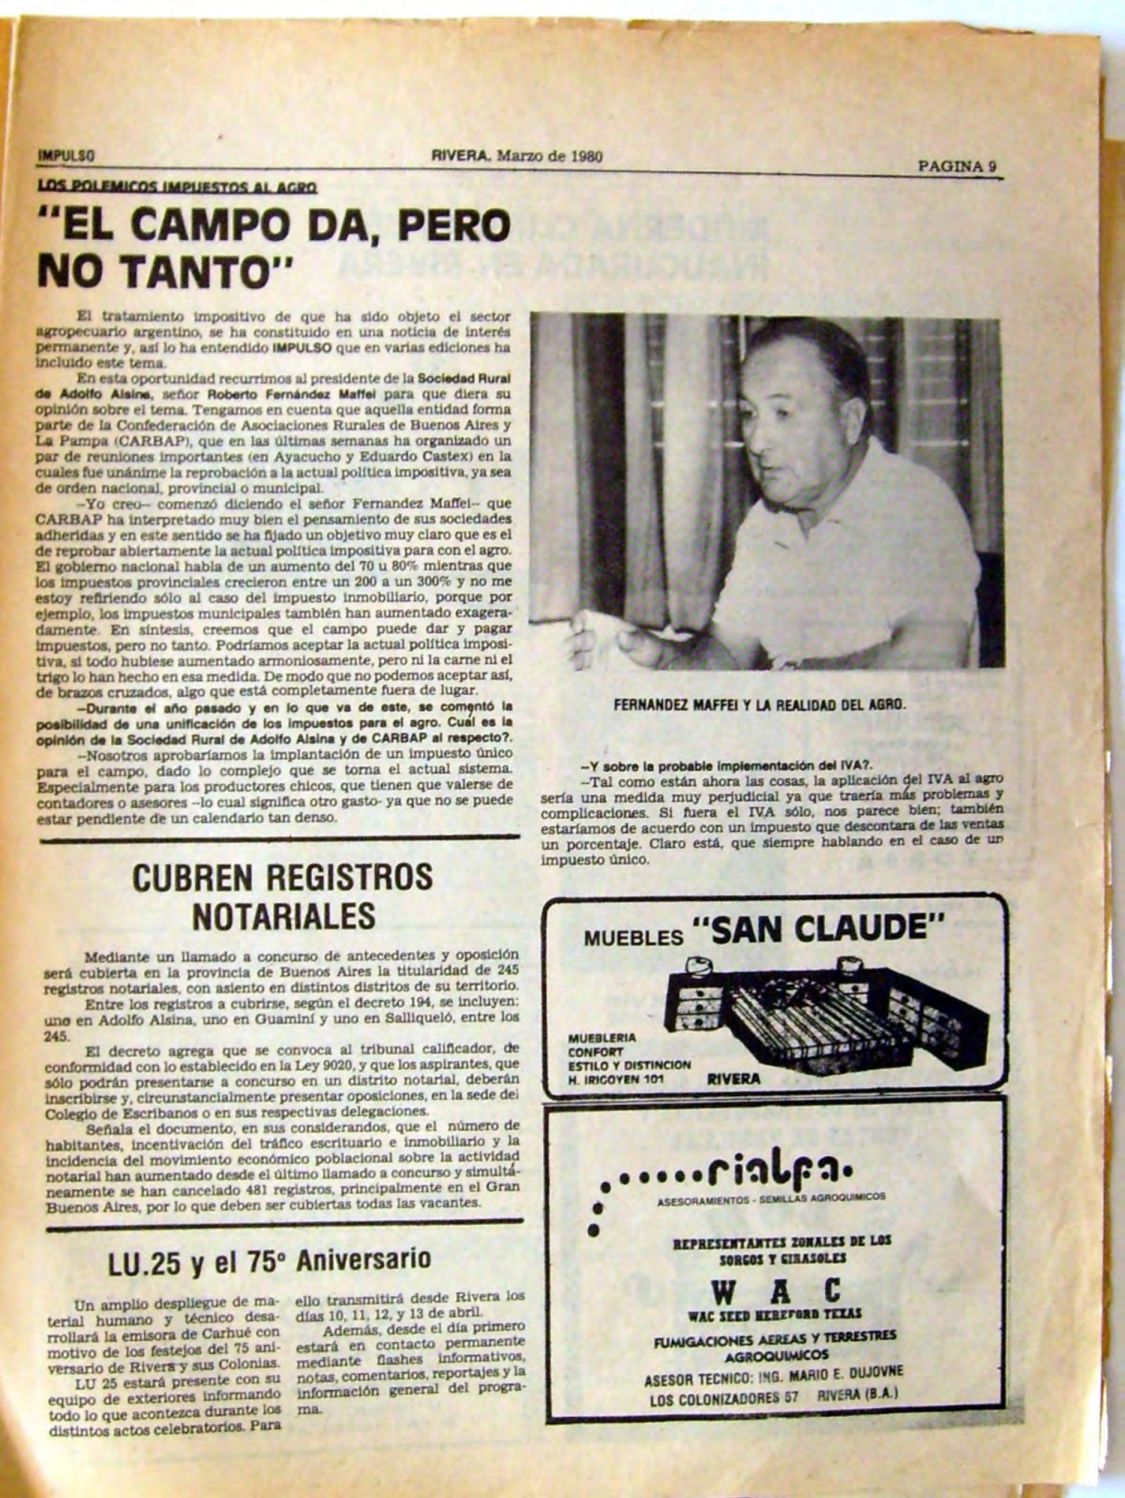 IMPULSO
RIVERA. Marzo de 1980
PAGINA 9
LOS POLEMICOS IMPUESTOS AL AGRO
"EL CAMPO DA, PERO
NO TANTO"
El tratamiento impositivo de que ha sido objeto el sector
agropecuario argentino, se ha constituido en una noticia de interés
permanente y, así lo ha entendido IMPULSO que en varias ediciones ha
incluido este tema.
En esta oportunidad recurrimos al presidente de la Sociedad Rural
de Adolfo Alsina, señor Roberto Fernández Maffei para que diera su
opinión sobre el tema. Tengamos en cuenta que aquella entidad forma
parte de la Confederación de Asociaciones Rurales de Buenos Aires y
La Pampa (CARBAP), que en las últimas semanas ha organizado un
par de reuniones importantes (en Ayacucho y Eduardo Castex) en la
cuales fue unánime la reprobación a la actual política impositiva, ya sea
de orden nacional, provincial o municipal.
—Yo creo— comenzó diciendo el señor Fernandez Maffei— que
CARBAP ha interpretado muy bien el pensamiento de sus sociedades
adheridas y en este sentido se ha fijado un objetivo muy claro que es el
de reprobar abiertamente la actual política impositiva para con el agro.
El gobierno nacional habla de un aumento del 70 u 80% mientras que
los impuestos provinciales crecieron entre un 200 a un 300% y no me
estoy refiriendo sólo al caso del impuesto inmobiliario, porque por
ejemplo, los impuestos municipales también han aumentado exagera-
damente. En síntesis, creemos que el campo puede dar y pagar
impuestos, pero no tanto. Podríamos aceptar la actual política imposi-
tiva, si todo hubiese aumentado armoniosamente, pero ni la carne ni el
trigo lo han hecho en esa medida. De modo que no podemos aceptar así,
de brazos cruzados, algo que está completamente fuera de lugar.
—Durante el año pasado y en lo que va de este, se comentó la
posibilidad de una unificación de los impuestos para el agro. Cuál es la
opinión de la Sociedad Rural de Adolfo Alsina y de CARBAP al respecto?.
—Nosotros aprobaríamos la implantación de un impuesto único
para el campo, dado lo complejo que se torna el actual sistema.
Especialmente para los productores chicos, que tienen que valerse de
contadores o asesores —lo cual significa otro gasto- ya que no se puede
estar pendiente de un calendario tan denso.
FERNANDEZ MAFFEI Y LA REALIDAD DEL AGRO.
—Y sobre la probable implementación del IVA?.
—Tal como están ahora las cosas, la aplicación del IVA al agro
sería una medida muy perjudicial ya que traería más problemas y
complicaciones. Si fuera el IVA sólo, nos parece bien; también
estaríamos de acuerdo con un impuesto que descontara de las ventas
un porcentaje. Claro está, que siempre hablando en el caso de un
impuesto único.
CUBREN REGISTROS
NOTARIALES
Mediante un llamado a concurso de antecedentes y oposición
será cubierta en la provincia de Buenos Aires la titularidad de 245
registros notariales, con asiento en distintos distritos de su territorio.
Entre los registros a cubrirse, según el decreto 194, se incluyen:
uno en Adolfo Alsina, uno en Guaminí y uno en Salliqueló, entre los
245.
El decreto agrega que se convoca al tribunal calificador, de
conformidad con lo establecido en la Ley 9020, y que los aspirantes, que
sólo podrán presentarse a concurso en un distrito notarial, deberán
inscribirse y, circunstancialmente presentar oposiciones, en la sede del
Colegio de Escribanos o en sus respectivas delegaciones.
Señala el documento, en sus considerandos, que el número de
habitantes, incentivación del tráfico escriturario e inmobiliario y la
incidencia del movimiento económico poblacional sobre la actividad
notarial han aumentado desde el último llamado a concurso y simultá-
neamente se han cancelado 481 registros, principalmente en el Gran
Buenos Aires, por lo que deben ser cubiertas todas las vacantes.
LU.25 y el 75º Aniversario
Un amplio despliegue de ma-
terial humano y técnico desa-
rrollará la emisora de Carhué con
motivo de los festejos del 75 ani-
versario de Rivera y sus Colonias.
LU 25 estará presente con su
equipo de exteriores informando
todo lo que acontezca durante los
distintos actos celebratorios. Para
ello transmitirá desde Rivera los
días 10, 11, 12, y 13 de abril.
Además, desde el día primero
estará en contacto permanente
mediante flashes informativos,
notas, comentarios, reportajes y la
información general del progra-
ma.
MUEBLES "SAN CLAUDE"
MUEBLERIA
CONFORT
ESTILO Y DISTINCION
H. IRIGOYEN 101 RIVERA
rialfa.
ASESORAMIENTOS - SEMILLAS AGROQUIMICOS
REPRESENTANTES ZONALES DE LOS
SORGOS Y GIRASOLES
W A C
WAC SEED HEREFORD TEXAS
FUMIGACIONES AEREAS Y TERRESTRES
AGROQUIMICOS
ASESOR TECNICO: ING. MARIO E. DUJOVNE
LOS COLONIZADORES 57 RIVERA (B.A.)